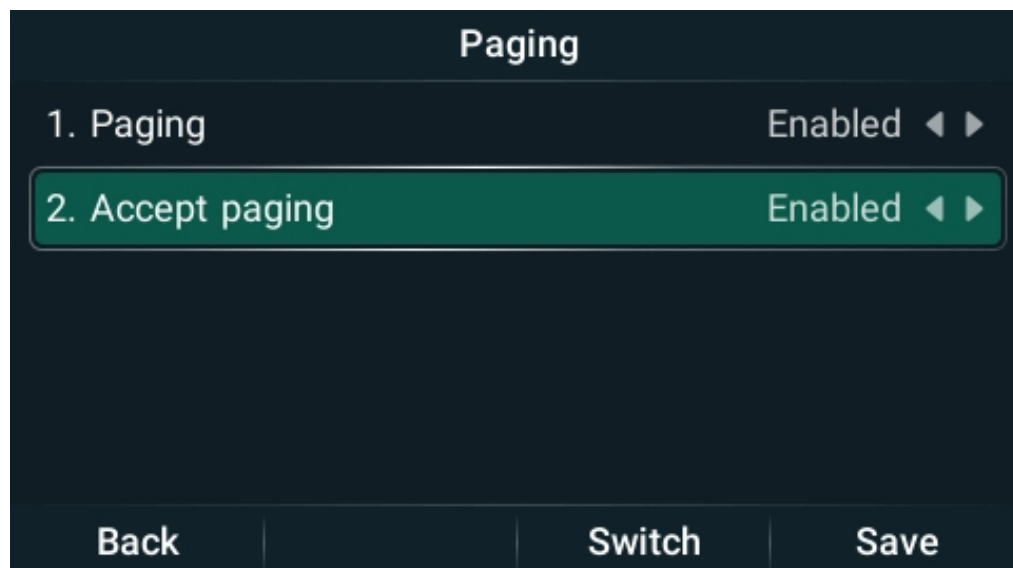 Paging
1. Paging Enabled
2. Accept paging Enabled
Back Switch Save